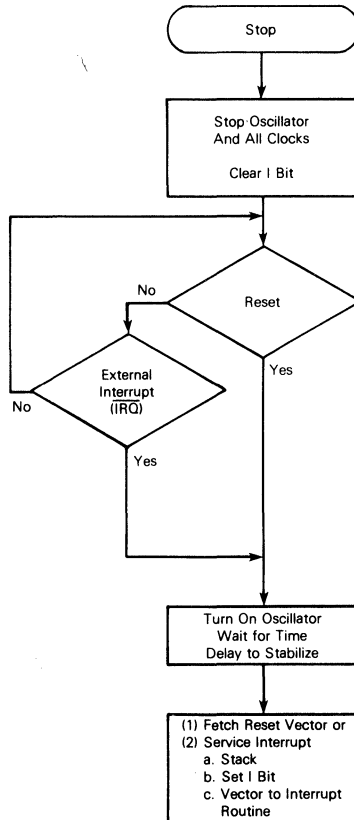 Stop
Stop Oscillator
And All Clocks
Clear I Bit
No
Reset
Yes
External
Interrupt
(I̅R̅Q̅)
No
Yes
Turn On Oscillator
Wait for Time
Delay to Stabilize
(1) Fetch Reset Vector or
(2) Service Interrupt
a. Stack
b. Set I Bit
c. Vector to Interrupt
Routine